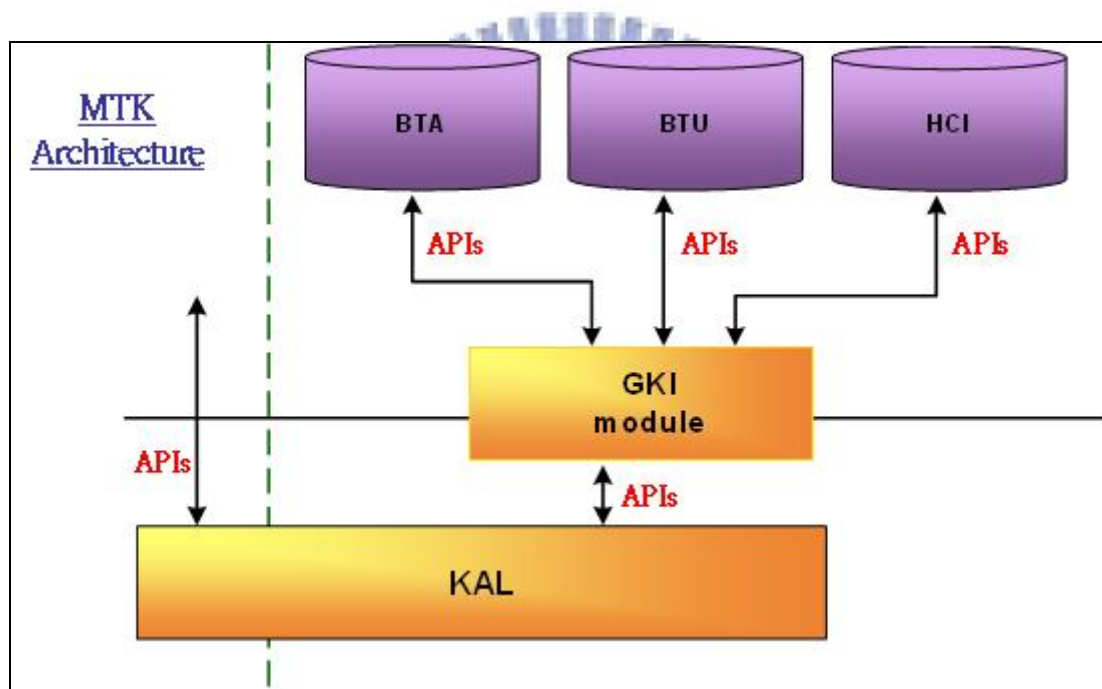 MTK
Architecture
BTA
BTU
HCI
APIs
APIs
APIs
GKI
module
APIs
APIs
KAL